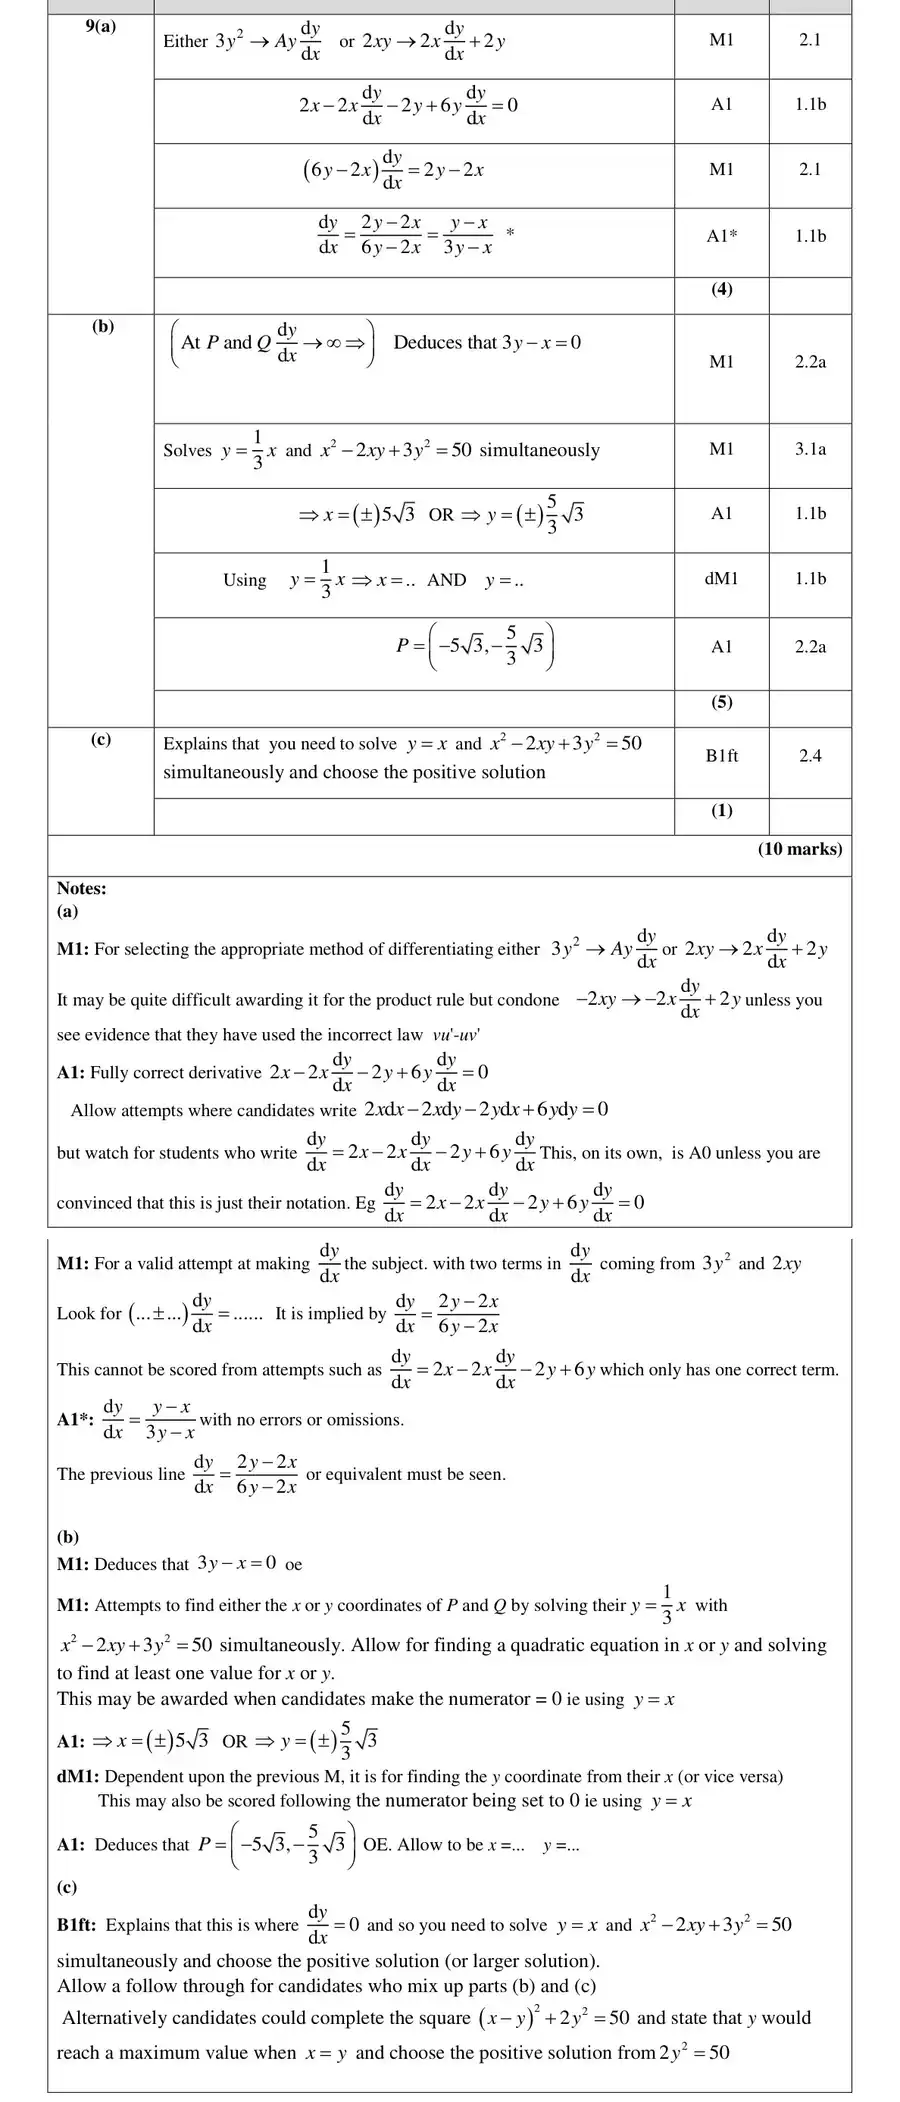 9(a) Either 3y² → Ay dy/dx or 2xy → 2x dy/dx + 2y M1 2.1
2x − 2x dy/dx − 2y + 6y dy/dx = 0 A1 1.1b
(6y − 2x) dy/dx = 2y − 2x M1 2.1
dy/dx = (2y − 2x)/(6y − 2x) = (y − x)/(3y − x) * A1* 1.1b
(4)
(b) (At P and Q dy/dx → ∞ ⇒) Deduces that 3y − x = 0 M1 2.2a
Solves y = 1/3 x and x² − 2xy + 3y² = 50 simultaneously M1 3.1a
⇒ x = (±)5√3 OR ⇒ y = (±)5/3 √3 A1 1.1b
Using y = 1/3 x ⇒ x = .. AND y = .. dM1 1.1b
P = (−5√3, −5/3 √3) A1 2.2a
(5)
(c) Explains that you need to solve y = x and x² − 2xy + 3y² = 50
simultaneously and choose the positive solution B1ft 2.4
(1)
(10 marks)
Notes:
(a)
M1: For selecting the appropriate method of differentiating either 3y² → Ay dy/dx or 2xy → 2x dy/dx + 2y
It may be quite difficult awarding it for the product rule but condone −2xy → −2x dy/dx + 2y unless you
see evidence that they have used the incorrect law vu'-uv'
A1: Fully correct derivative 2x − 2x dy/dx − 2y + 6y dy/dx = 0
Allow attempts where candidates write 2xdx − 2xdy − 2ydx + 6ydy = 0
but watch for students who write dy/dx = 2x − 2x dy/dx − 2y + 6y dy/dx This, on its own, is A0 unless you are
convinced that this is just their notation. Eg dy/dx = 2x − 2x dy/dx − 2y + 6y dy/dx = 0
M1: For a valid attempt at making dy/dx the subject. with two terms in dy/dx coming from 3y² and 2xy
Look for (...±...) dy/dx = ...... It is implied by dy/dx = (2y − 2x)/(6y − 2x)
This cannot be scored from attempts such as dy/dx = 2x − 2x dy/dx − 2y + 6y which only has one correct term.
A1*: dy/dx = (y − x)/(3y − x) with no errors or omissions.
The previous line dy/dx = (2y − 2x)/(6y − 2x) or equivalent must be seen.
(b)
M1: Deduces that 3y − x = 0 oe
M1: Attempts to find either the x or y coordinates of P and Q by solving their y = 1/3 x with
x² − 2xy + 3y² = 50 simultaneously. Allow for finding a quadratic equation in x or y and solving
to find at least one value for x or y.
This may be awarded when candidates make the numerator = 0 ie using y = x
A1: ⇒ x = (±)5√3 OR ⇒ y = (±)5/3 √3
dM1: Dependent upon the previous M, it is for finding the y coordinate from their x (or vice versa)
This may also be scored following the numerator being set to 0 ie using y = x
A1: Deduces that P = (−5√3, −5/3 √3) OE. Allow to be x =... y =...
(c)
B1ft: Explains that this is where dy/dx = 0 and so you need to solve y = x and x² − 2xy + 3y² = 50
simultaneously and choose the positive solution (or larger solution).
Allow a follow through for candidates who mix up parts (b) and (c)
Alternatively candidates could complete the square (x − y)² + 2y² = 50 and state that y would
reach a maximum value when x = y and choose the positive solution from 2y² = 50